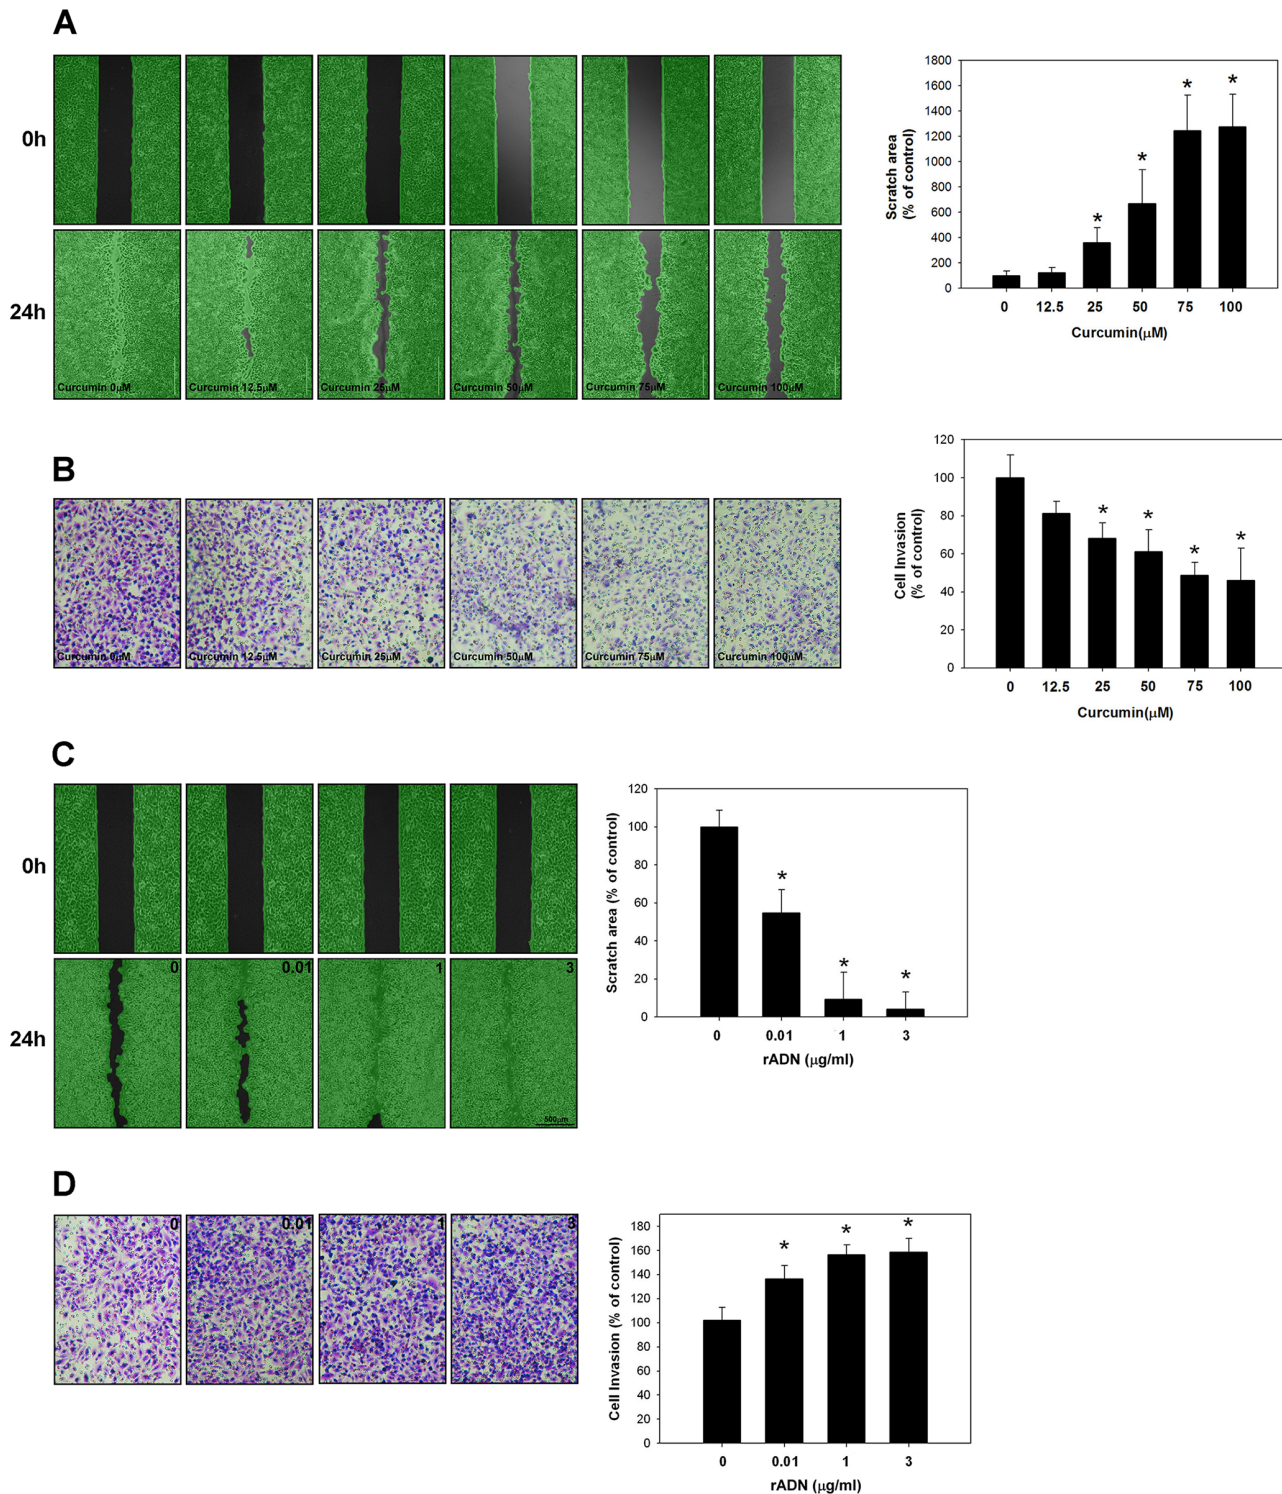 A
0h
24h
Curcumin 0μM
Curcumin 12.5μM
Curcumin 25μM
Curcumin 50μM
Curcumin 75μM
Curcumin 100μM
Scratch area
(% of control)
1800
1600
1400
1200
1000
800
600
400
200
0
* * * *
0 12.5 25 50 75 100
Curcumin(μM)
B
Curcumin 0μM
Curcumin 12.5μM
Curcumin 25μM
Curcumin 50μM
Curcumin 75μM
Curcumin 100μM
Cell Invasion
(% of control)
120
100
80
60
40
20
0
* * * *
0 12.5 25 50 75 100
Curcumin(μM)
C
0h
24h
0
0.01
1
3
500μm
Scratch area (% of control)
120
100
80
60
40
20
0
* * *
0 0.01 1 3
rADN (μg/ml)
D
0
0.01
1
3
Cell Invasion (% of control)
180
160
140
120
100
80
60
40
20
0
* * *
0 0.01 1 3
rADN (μg/ml)